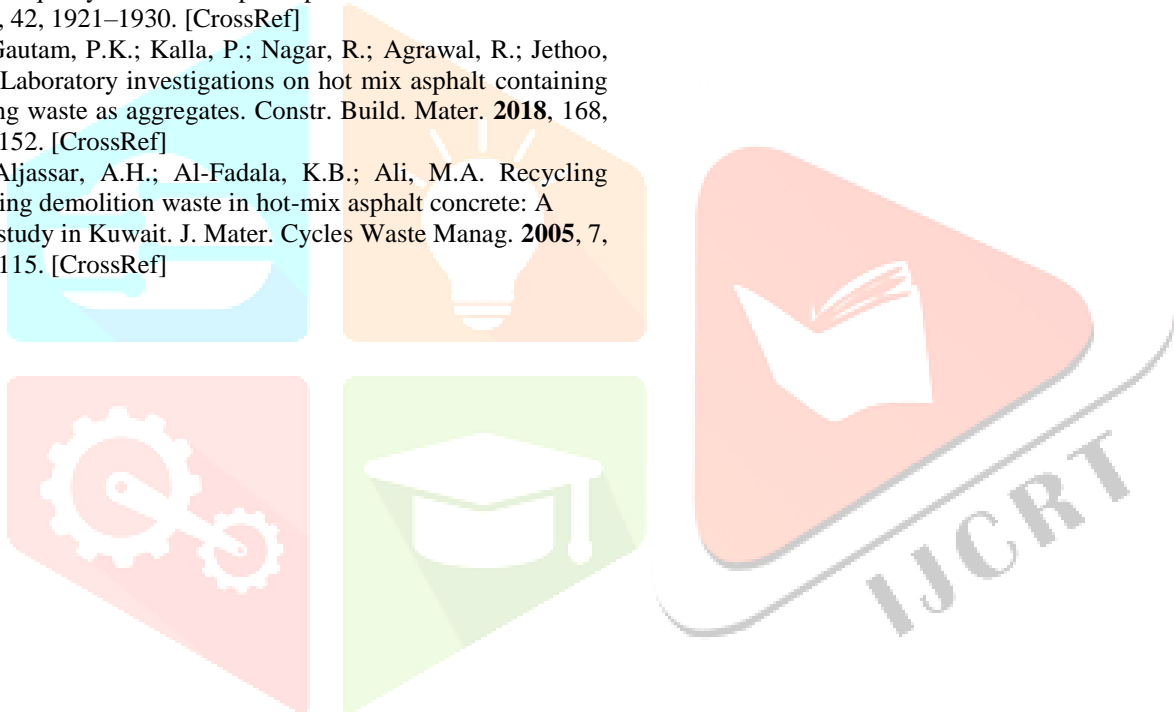 , 42, 1921–1930. [CrossRef]
Gautam, P.K.; Kalla, P.; Nagar, R.; Agrawal, R.; Jethoo,
Laboratory investigations on hot mix asphalt containing
ng waste as aggregates. Constr. Build. Mater. 2018, 168,
152. [CrossRef]
Aljassar, A.H.; Al-Fadala, K.B.; Ali, M.A. Recycling
ing demolition waste in hot-mix asphalt concrete: A
study in Kuwait. J. Mater. Cycles Waste Manag. 2005, 7,
115. [CrossRef]
IJCRT